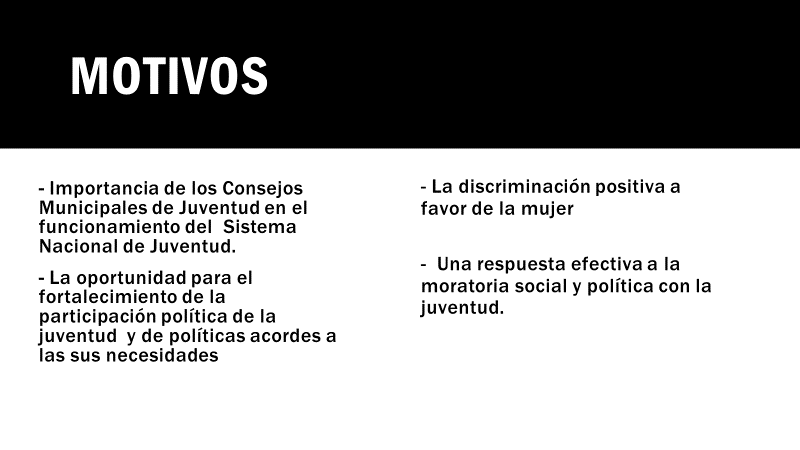 MOTIVOS
- Importancia de los Consejos
Municipales de Juventud en el
funcionamiento del  Sistema
Nacional de Juventud.
- La oportunidad para el
fortalecimiento de la
participación política de la
juventud  y de políticas acordes a
las sus necesidades
- La discriminación positiva a
favor de la mujer
-  Una respuesta efectiva a la
moratoria social y política con la
juventud.